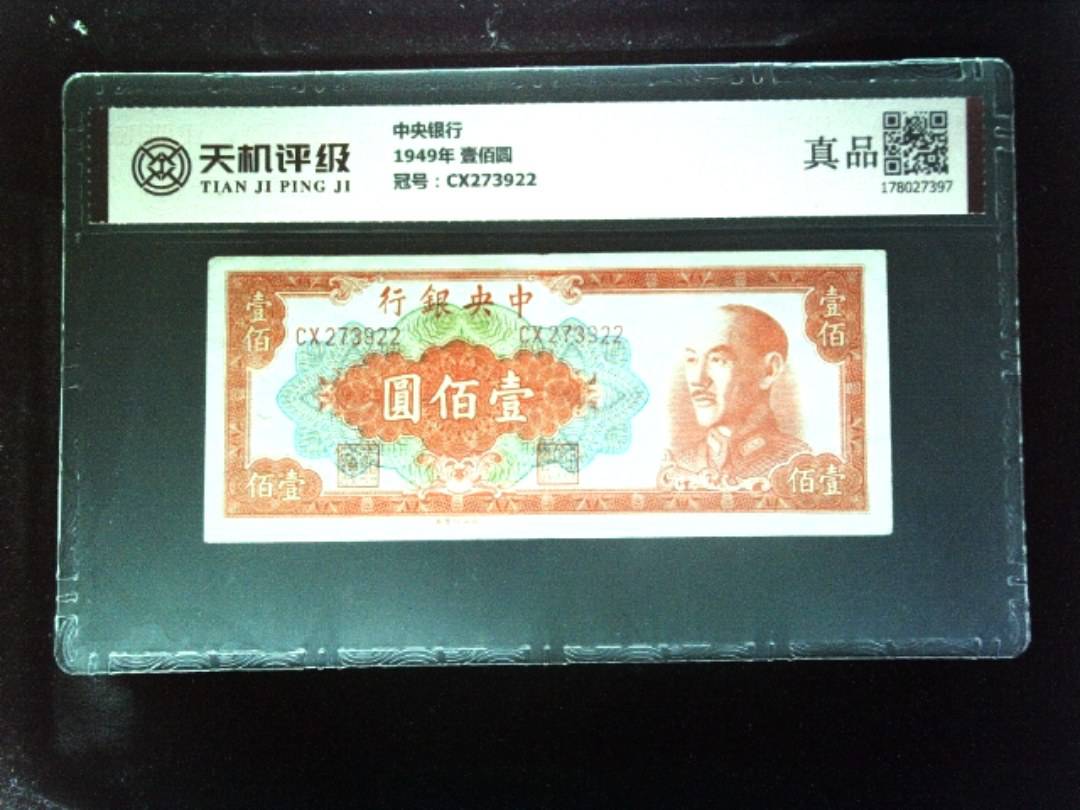 天机评级
TIAN JI PING JI
中央银行
1949年 壹佰圆
冠号：CX273922
真品
178027397
行銀央中
壹佰
壹佰
CX273922
CX273922
圓佰壹
佰壹
佰壹